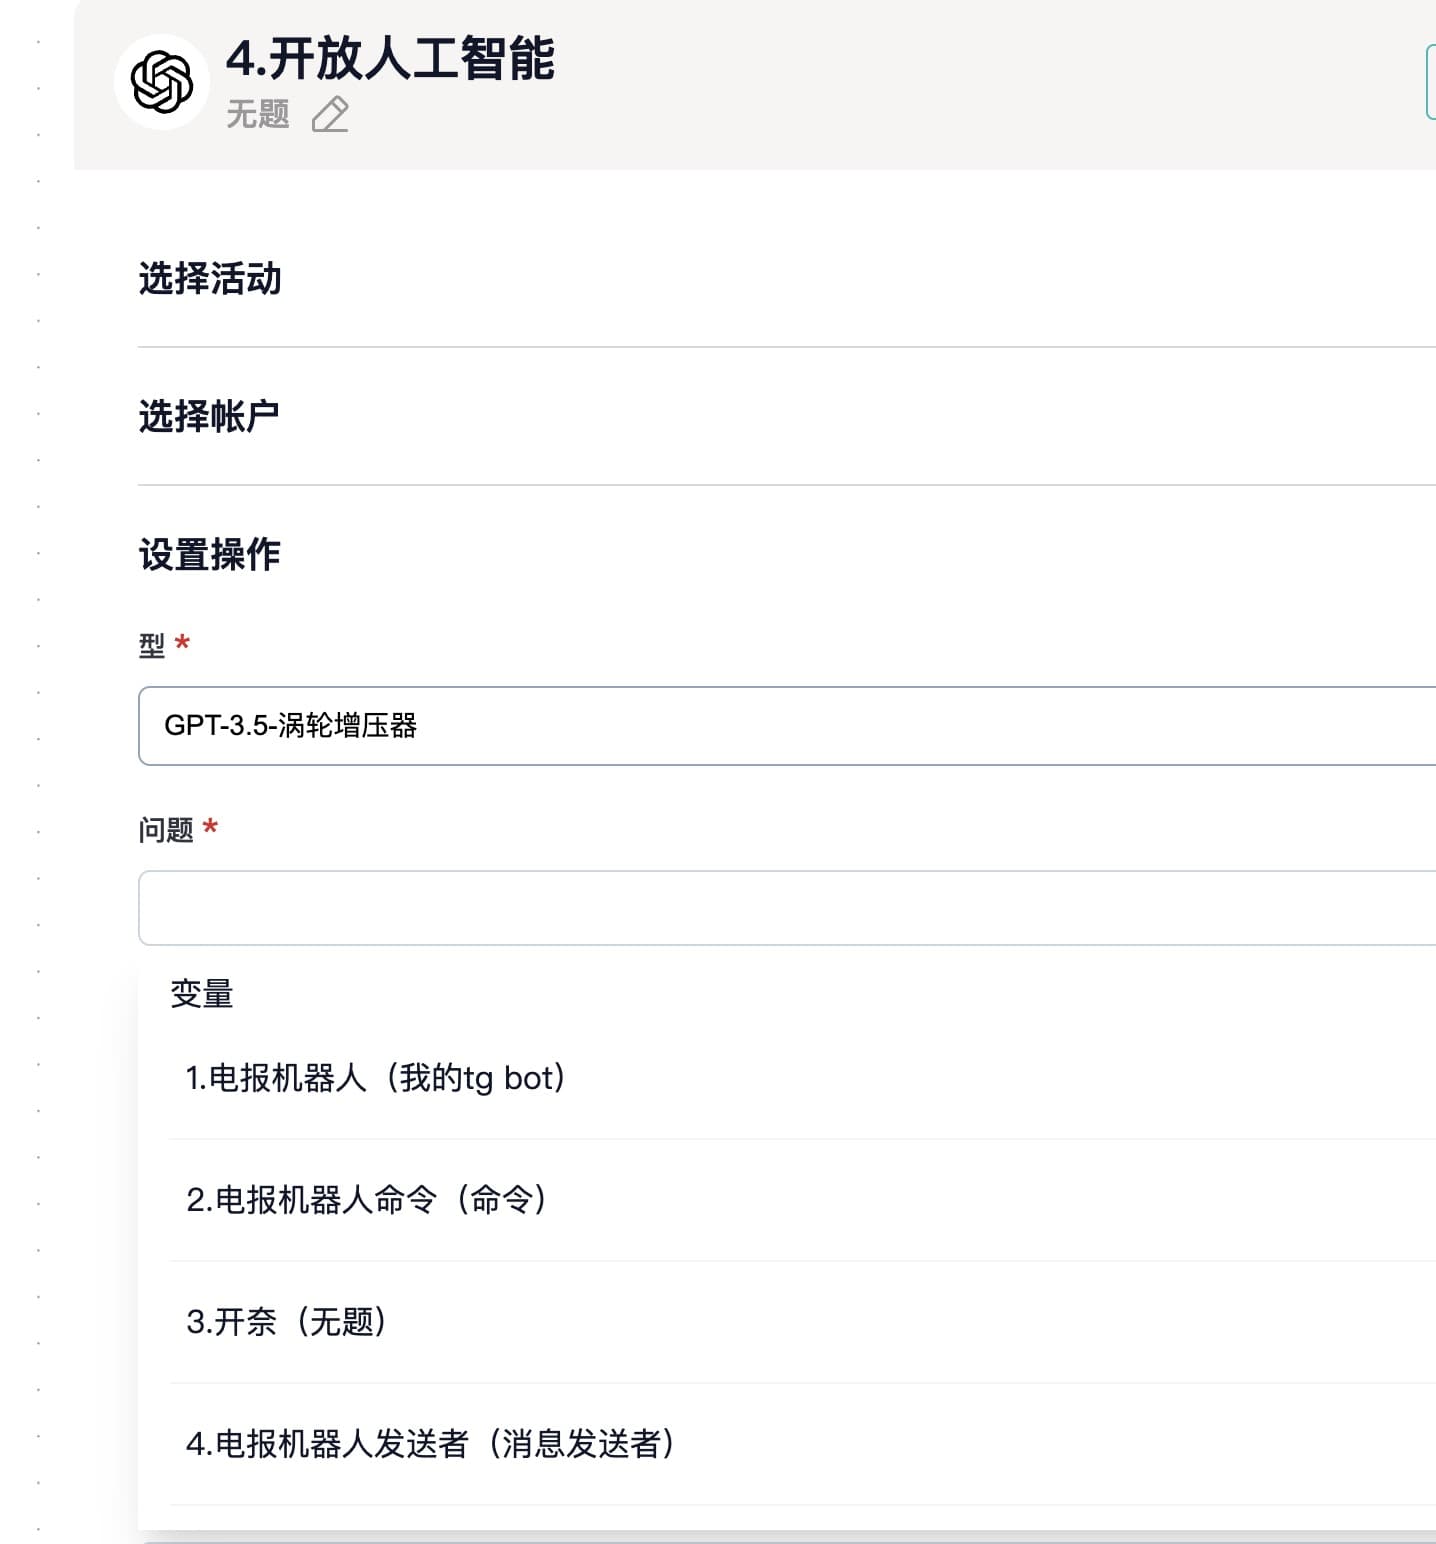 4.开放人工智能
无题
选择活动
选择帐户
设置操作
型 *
GPT-3.5-涡轮增压器
问题 *
变量
1.电报机器人（我的tg bot）
2.电报机器人命令（命令）
3.开奈（无题）
4.电报机器人发送者（消息发送者）